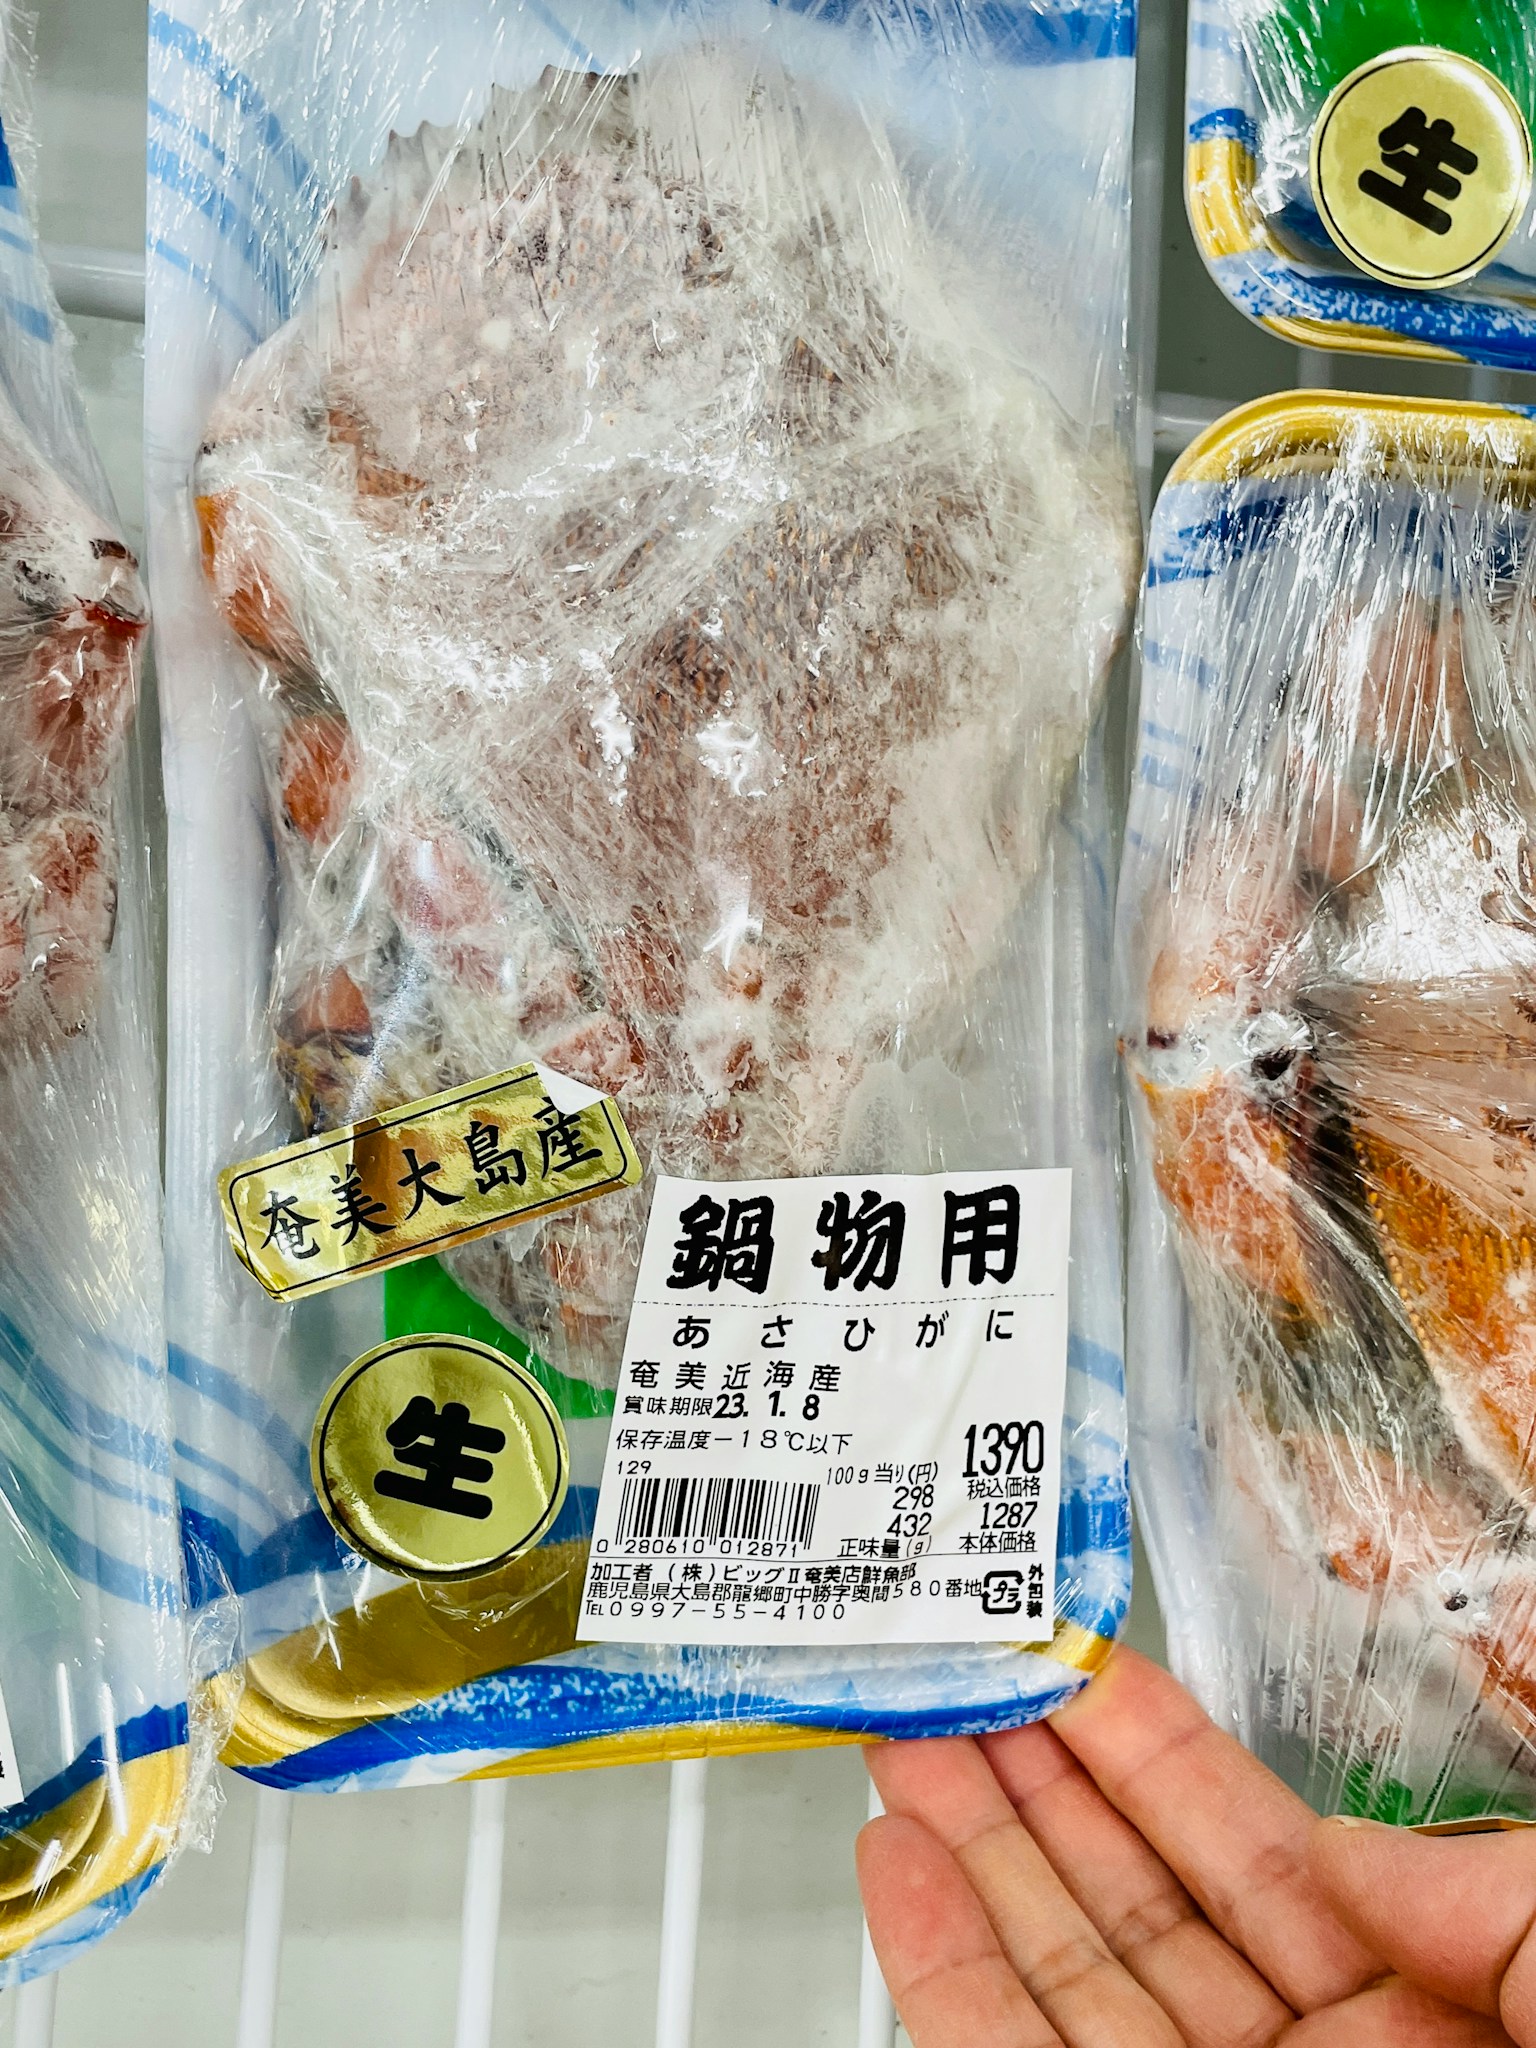 生
奄美大島産
生
鍋物用
あさひがに
奄美近海産
賞味期限23.1.8
保存温度-18℃以下
129
100g当り(円)
298
1390
税込価格
432
正味量(g)
1287
本体価格
0 280610 012871
加工者(株)ビッグⅡ奄美店鮮魚部
鹿児島県大島郡龍郷町中勝字奥間580番地
TEL0997-55-4100
プラ
外包装